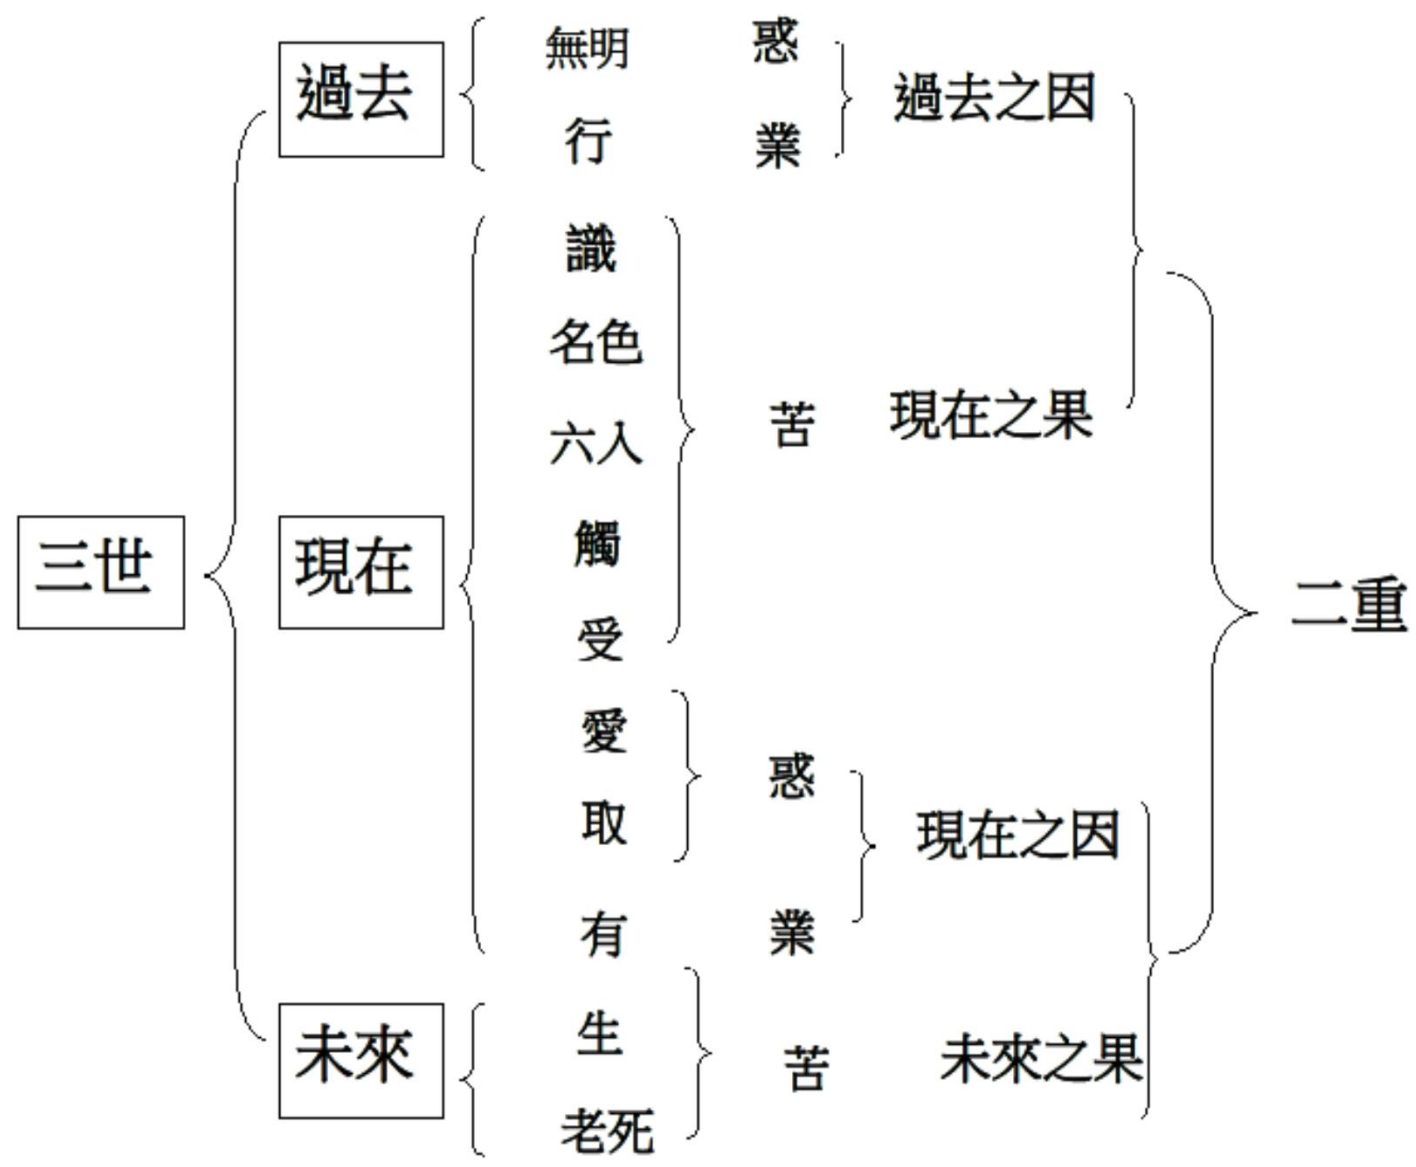 三世
過去
現在
未來
無明
行
識
名色
六入
觸
受
愛
取
有
生
老死
惑
業
苦
惑
業
苦
過去之因
現在之果
現在之因
未來之果
二重